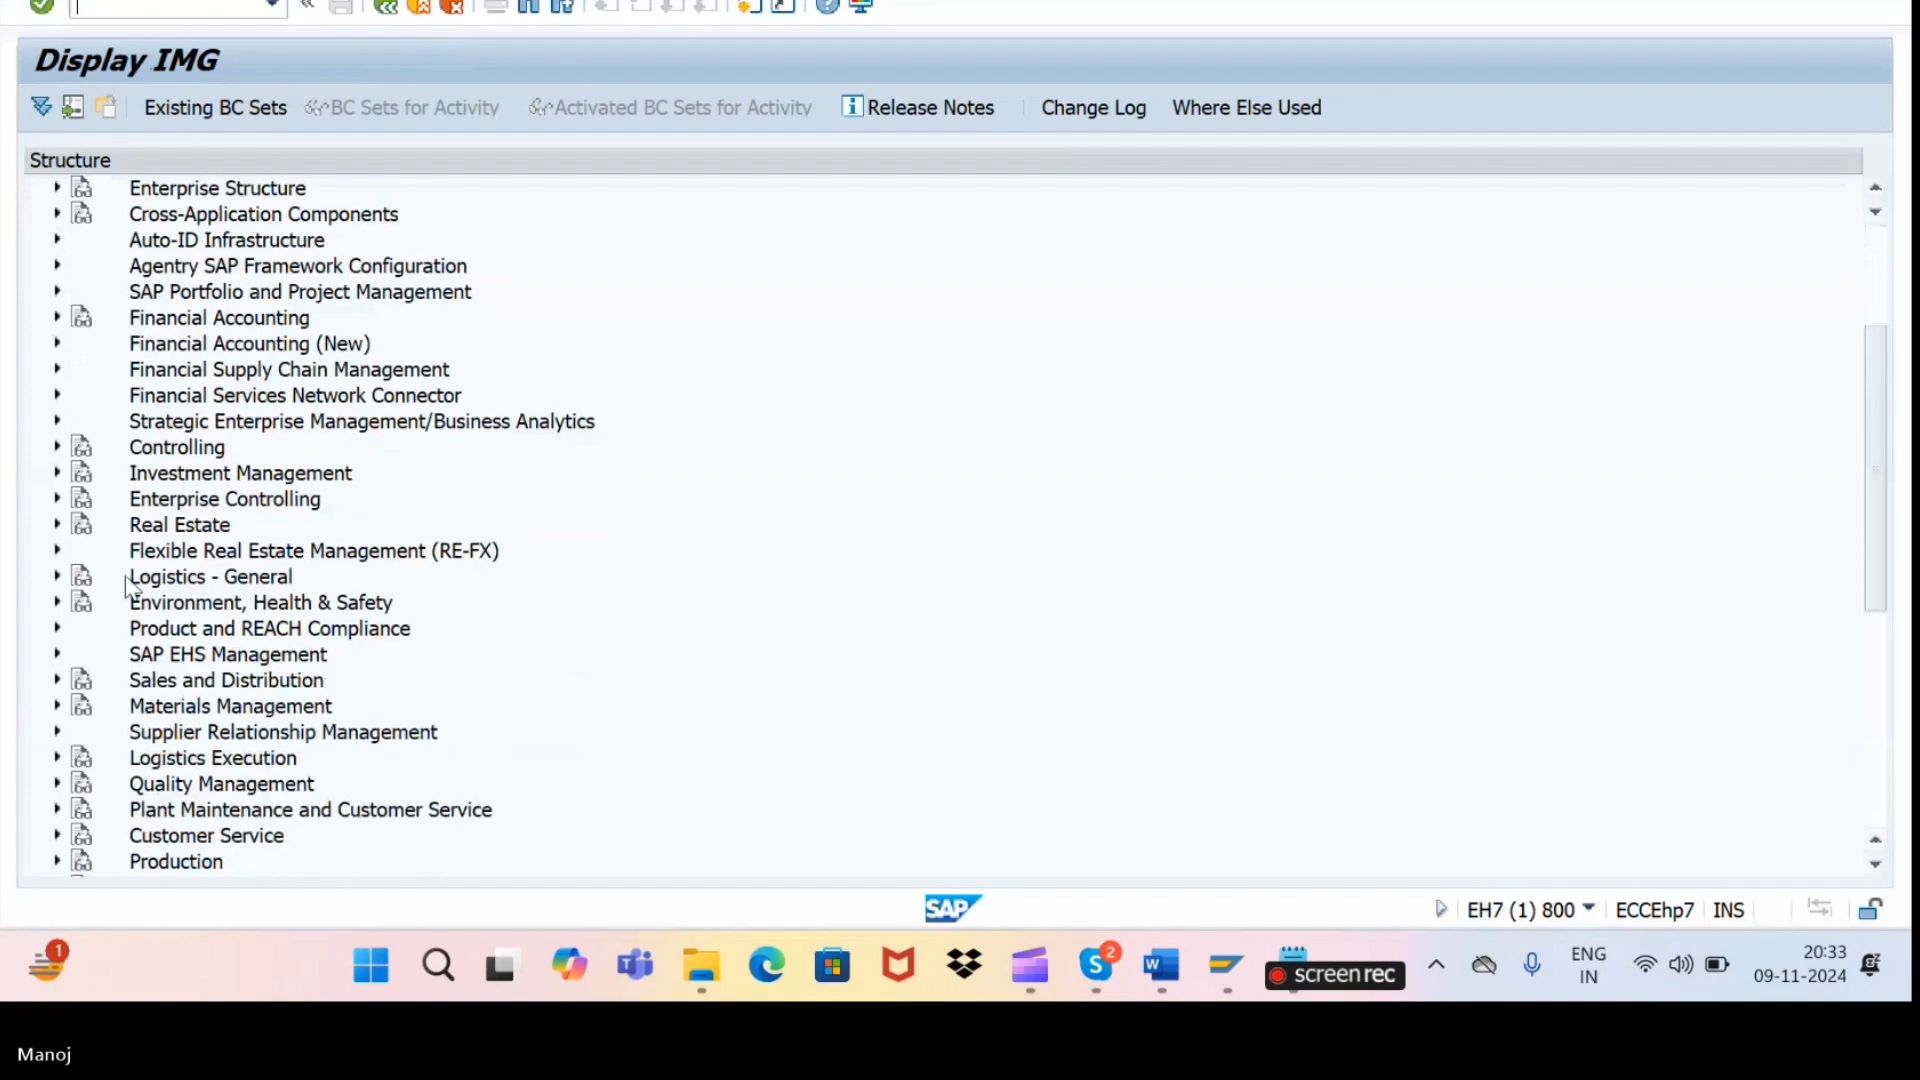 Display IMG
Existing BC Sets BC Sets for Activity Activated BC Sets for Activity Release Notes Change Log Where Else Used
Structure
Enterprise Structure
Cross-Application Components
Auto-ID Infrastructure
Agentry SAP Framework Configuration
SAP Portfolio and Project Management
Financial Accounting
Financial Accounting (New)
Financial Supply Chain Management
Financial Services Network Connector
Strategic Enterprise Management/Business Analytics
Controlling
Investment Management
Enterprise Controlling
Real Estate
Flexible Real Estate Management (RE-FX)
Logistics - General
Environment, Health & Safety
Product and REACH Compliance
SAP EHS Management
Sales and Distribution
Materials Management
Supplier Relationship Management
Logistics Execution
Quality Management
Plant Maintenance and Customer Service
Customer Service
Production
SAP EH7 (1) 800 ECCEhp7 INS
1 2 screenrec ENG 20:33
IN 09-11-2024
Manoj